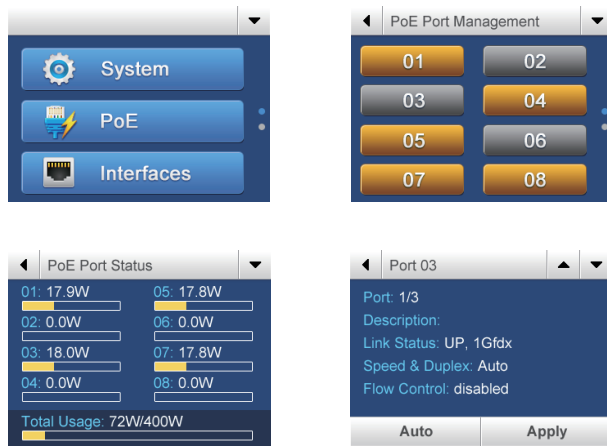 System
PoE
Interfaces
PoE Port Management
01 02
03 04
05 06
07 08
PoE Port Status
01: 17.9W 05: 17.8W
02: 0.0W 06: 0.0W
03: 18.0W 07: 17.8W
04: 0.0W 08: 0.0W
Total Usage: 72W/400W
Port 03
Port: 1/3
Description:
Link Status: UP, 1Gfdx
Speed & Duplex: Auto
Flow Control: disabled
Auto Apply